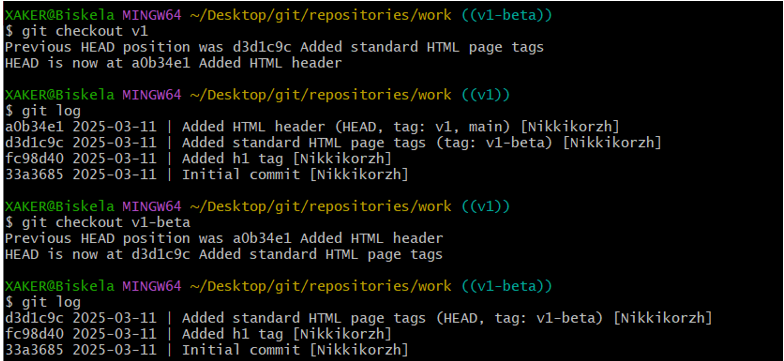 XAKER@Biskela MINGW64 ~/Desktop/git/repositories/work ((v1-beta))
$ git checkout v1
Previous HEAD position was d3d1c9c Added standard HTML page tags
HEAD is now at a0b34e1 Added HTML header
XAKER@Biskela MINGW64 ~/Desktop/git/repositories/work ((v1))
$ git log
a0b34e1 2025-03-11 | Added HTML header (HEAD, tag: v1, main) [Nikkikorzh]
d3d1c9c 2025-03-11 | Added standard HTML page tags (tag: v1-beta) [Nikkikorzh]
fc98d40 2025-03-11 | Added h1 tag [Nikkikorzh]
33a3685 2025-03-11 | Initial commit [Nikkikorzh]
XAKER@Biskela MINGW64 ~/Desktop/git/repositories/work ((v1))
$ git checkout v1-beta
Previous HEAD position was a0b34e1 Added HTML header
HEAD is now at d3d1c9c Added standard HTML page tags
XAKER@Biskela MINGW64 ~/Desktop/git/repositories/work ((v1-beta))
$ git log
d3d1c9c 2025-03-11 | Added standard HTML page tags (HEAD, tag: v1-beta) [Nikkikorzh]
fc98d40 2025-03-11 | Added h1 tag [Nikkikorzh]
33a3685 2025-03-11 | Initial commit [Nikkikorzh]